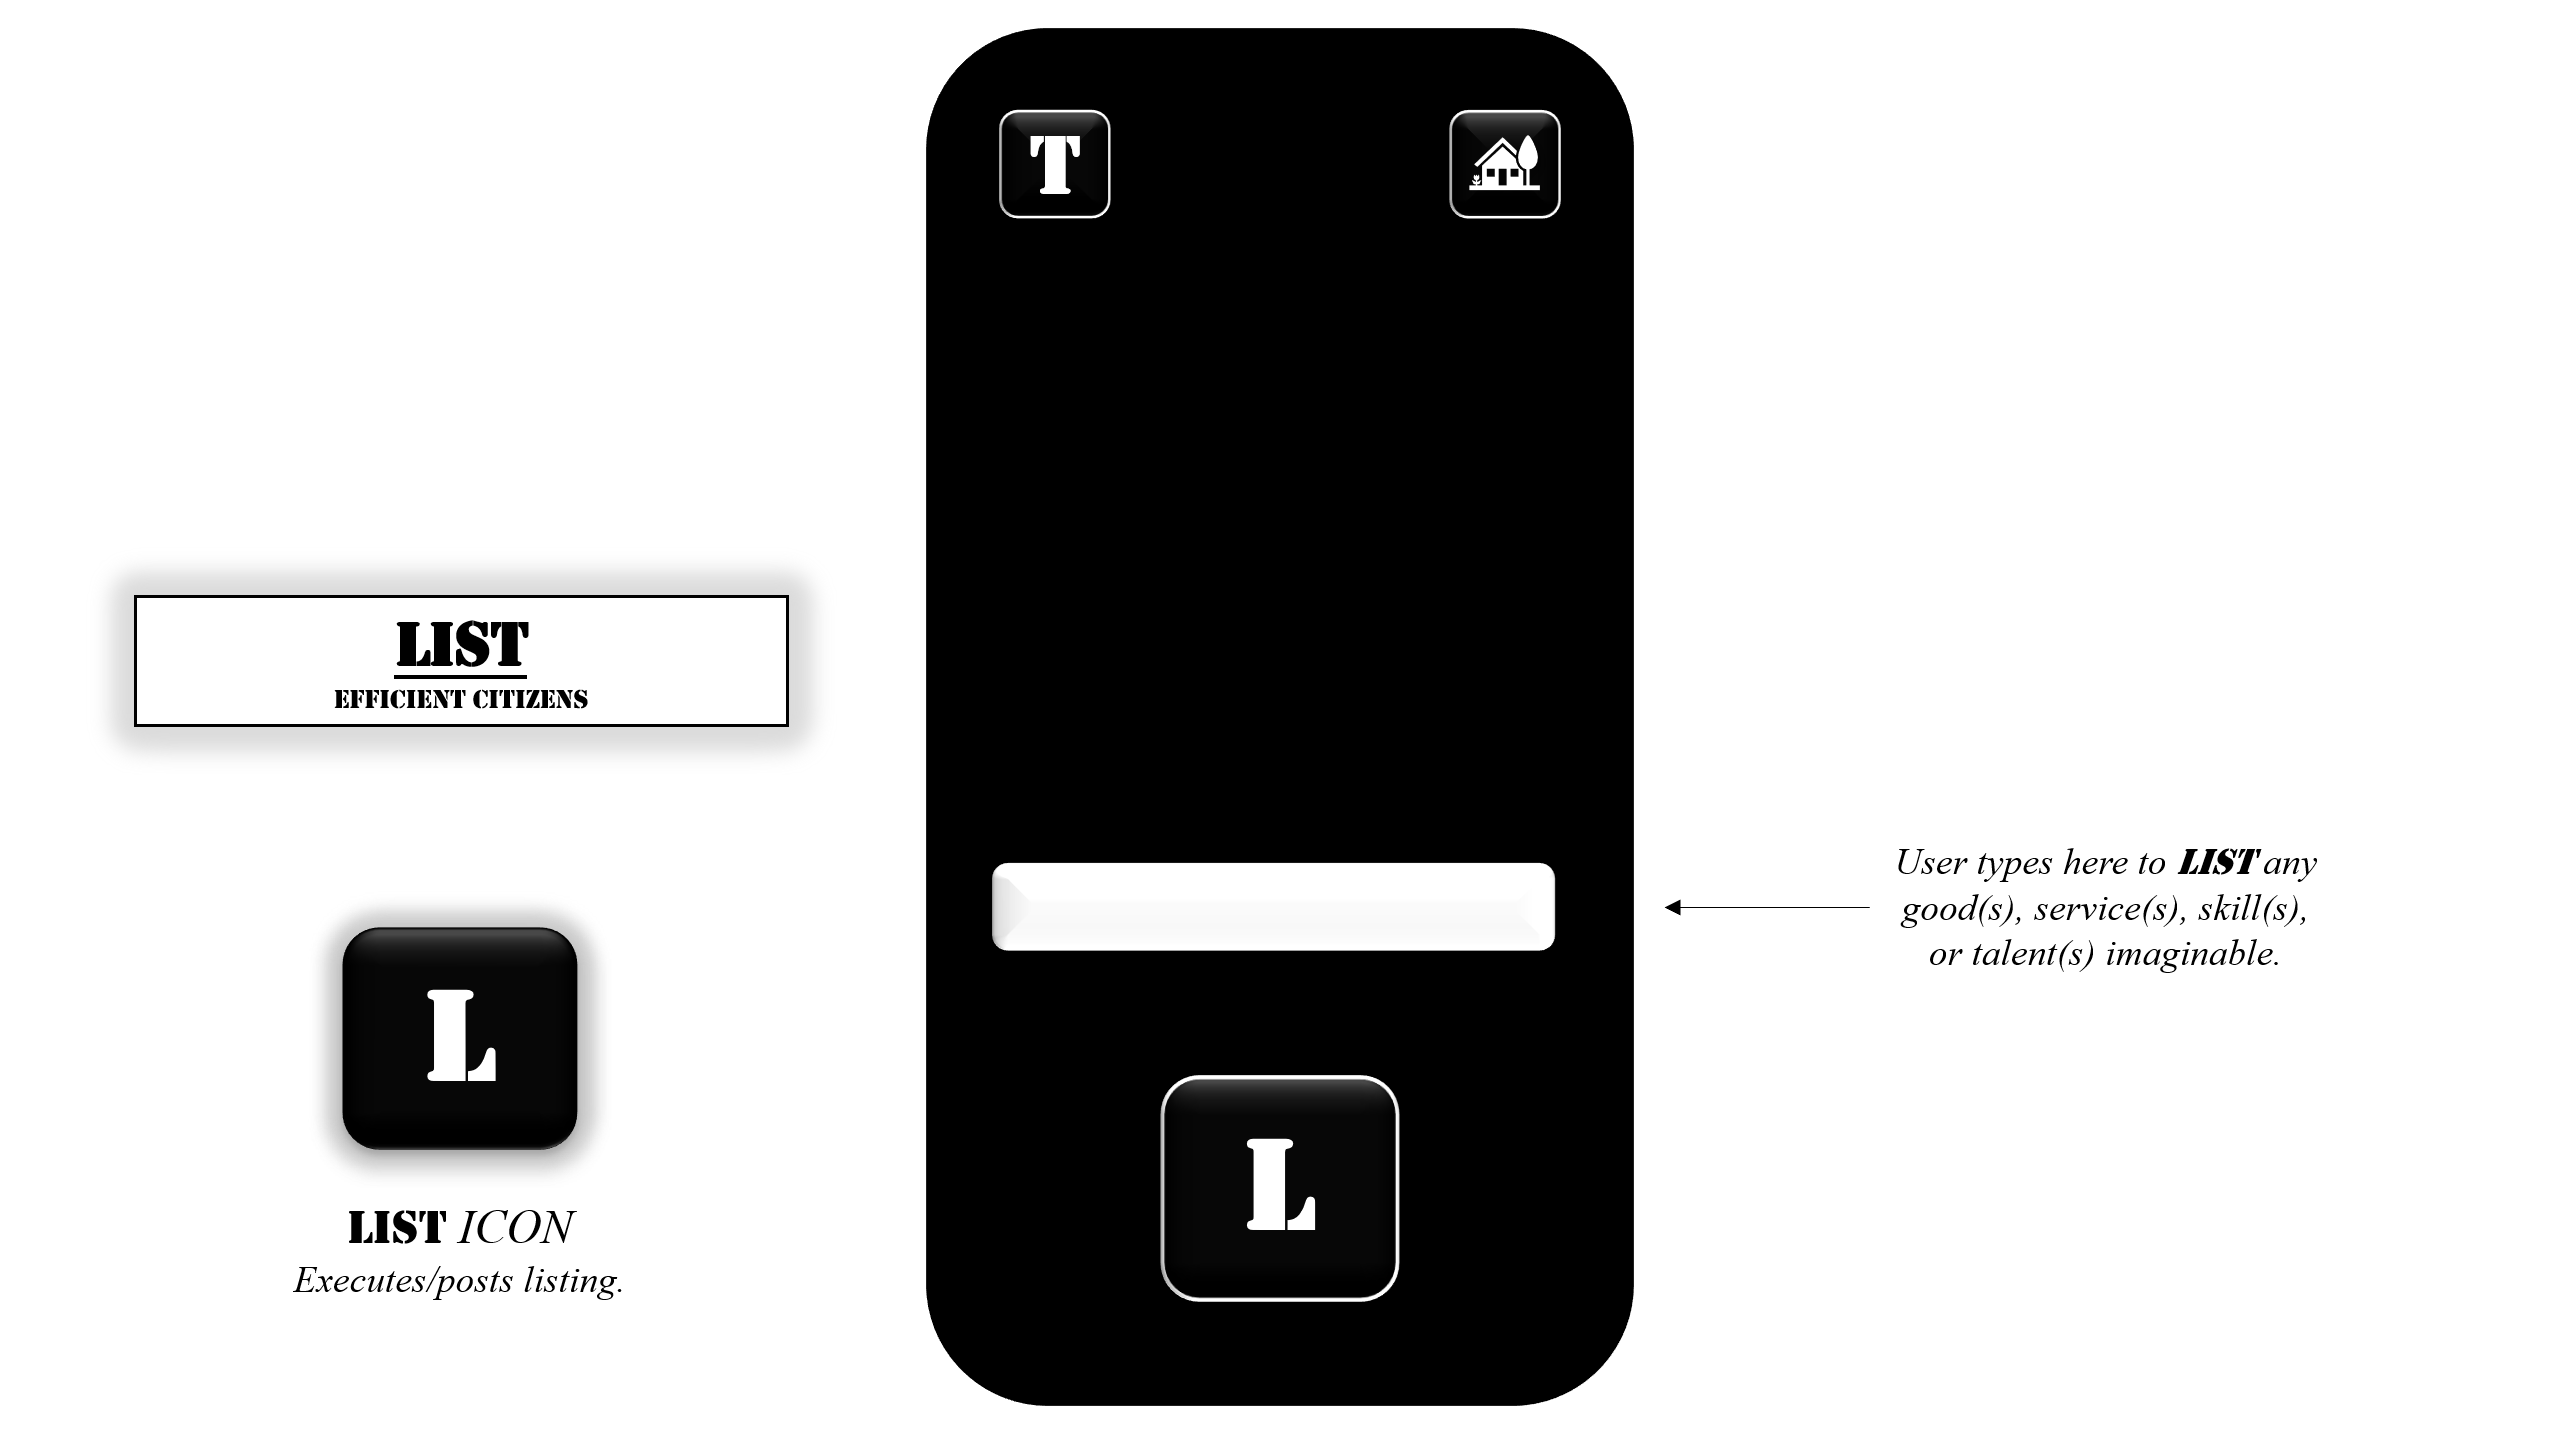 T
LIST
EFFICIENT CITIZENS
User types here to LIST any
good(s), service(s), skill(s),
or talent(s) imaginable.
L
LIST ICON
Executes/posts listing.
L